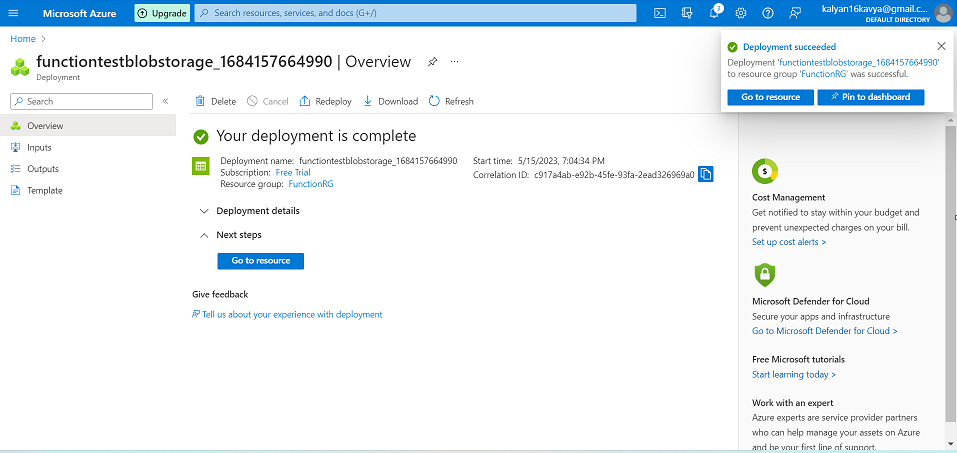 Microsoft Azure
Upgrade
Search resources, services, and docs (G+/)
3
kalyan16kavya@gmail.c...
DEFAULT DIRECTORY
Home >
functiontestblobstorage_1684157664990 | Overview
...
Deployment
Deployment succeeded
Deployment 'functiontestblobstorage_1684157664990'
to resource group 'FunctionRG' was successful.
Go to resource
Pin to dashboard
Search
«
Overview
Inputs
Outputs
Template
Delete
Cancel
Redeploy
Download
Refresh
Your deployment is complete
Deployment name: functiontestblobstorage_1684157664990
Subscription: Free Trial
Resource group: FunctionRG
Start time: 5/15/2023, 7:04:34 PM
Correlation ID: c917a4ab-e92b-45fe-93fa-2ead326969a0
Deployment details
Next steps
Go to resource
Give feedback
Tell us about your experience with deployment
$
Cost Management
Get notified to stay within your budget and
prevent unexpected charges on your bill.
Set up cost alerts >
Microsoft Defender for Cloud
Secure your apps and infrastructure
Go to Microsoft Defender for Cloud >
Free Microsoft tutorials
Start learning today >
Work with an expert
Azure experts are service provider partners
who can help manage your assets on Azure
and be your first line of support.